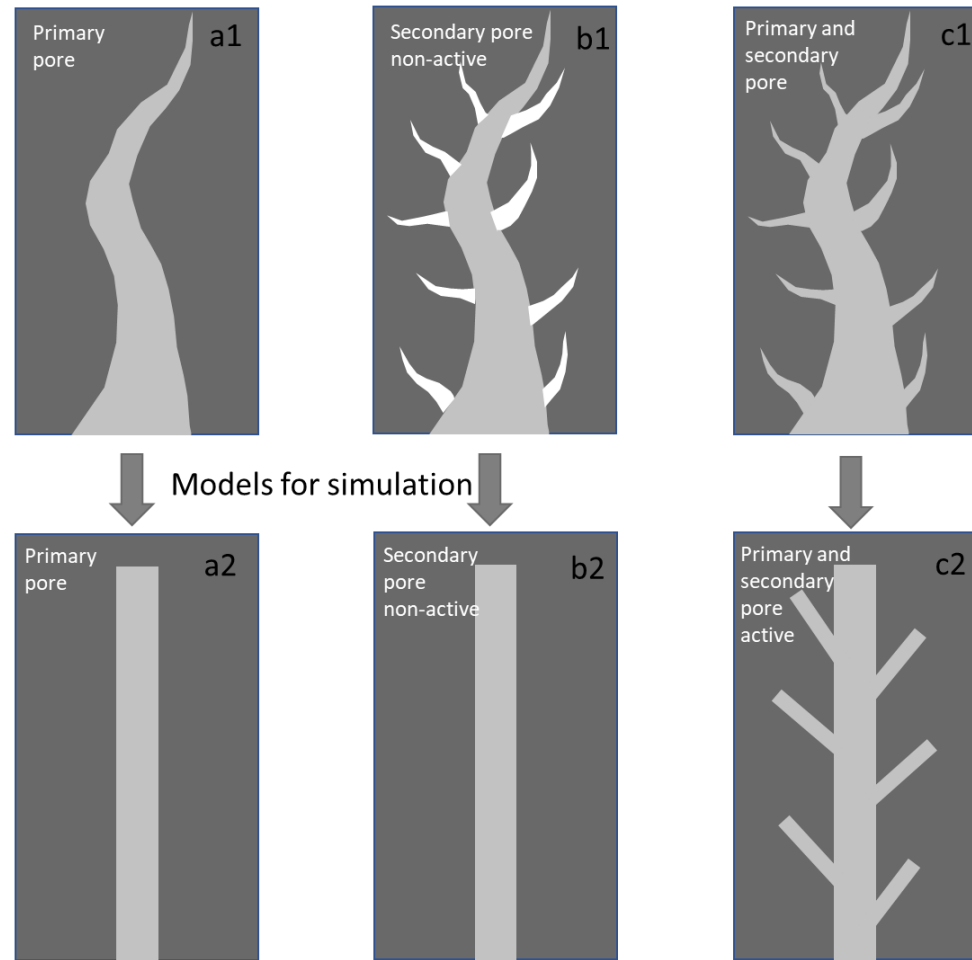 Primary
pore
a1
Secondary pore
non-active
b1
Primary and
secondary
pore
c1
Models for simulation
Primary
pore
a2
Secondary
pore
non-active
b2
Primary and
secondary
pore
active
c2